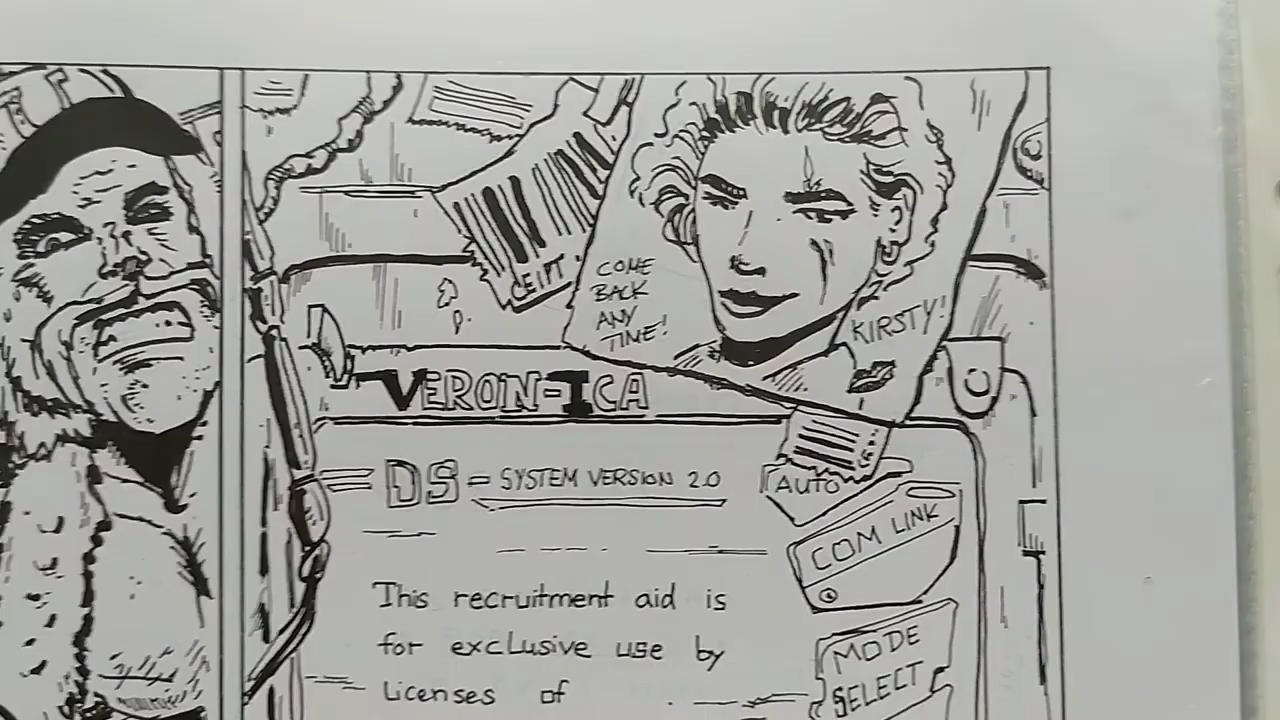 CEIPT.
COME
BACK
ANY
TIME!
KIRSTY!
VERON-ICA
DS = SYSTEM VERSION 2.0
AUTO
COM LINK
This recruitment aid is
for exclusive use by
Licenses of
MODE
SELECT